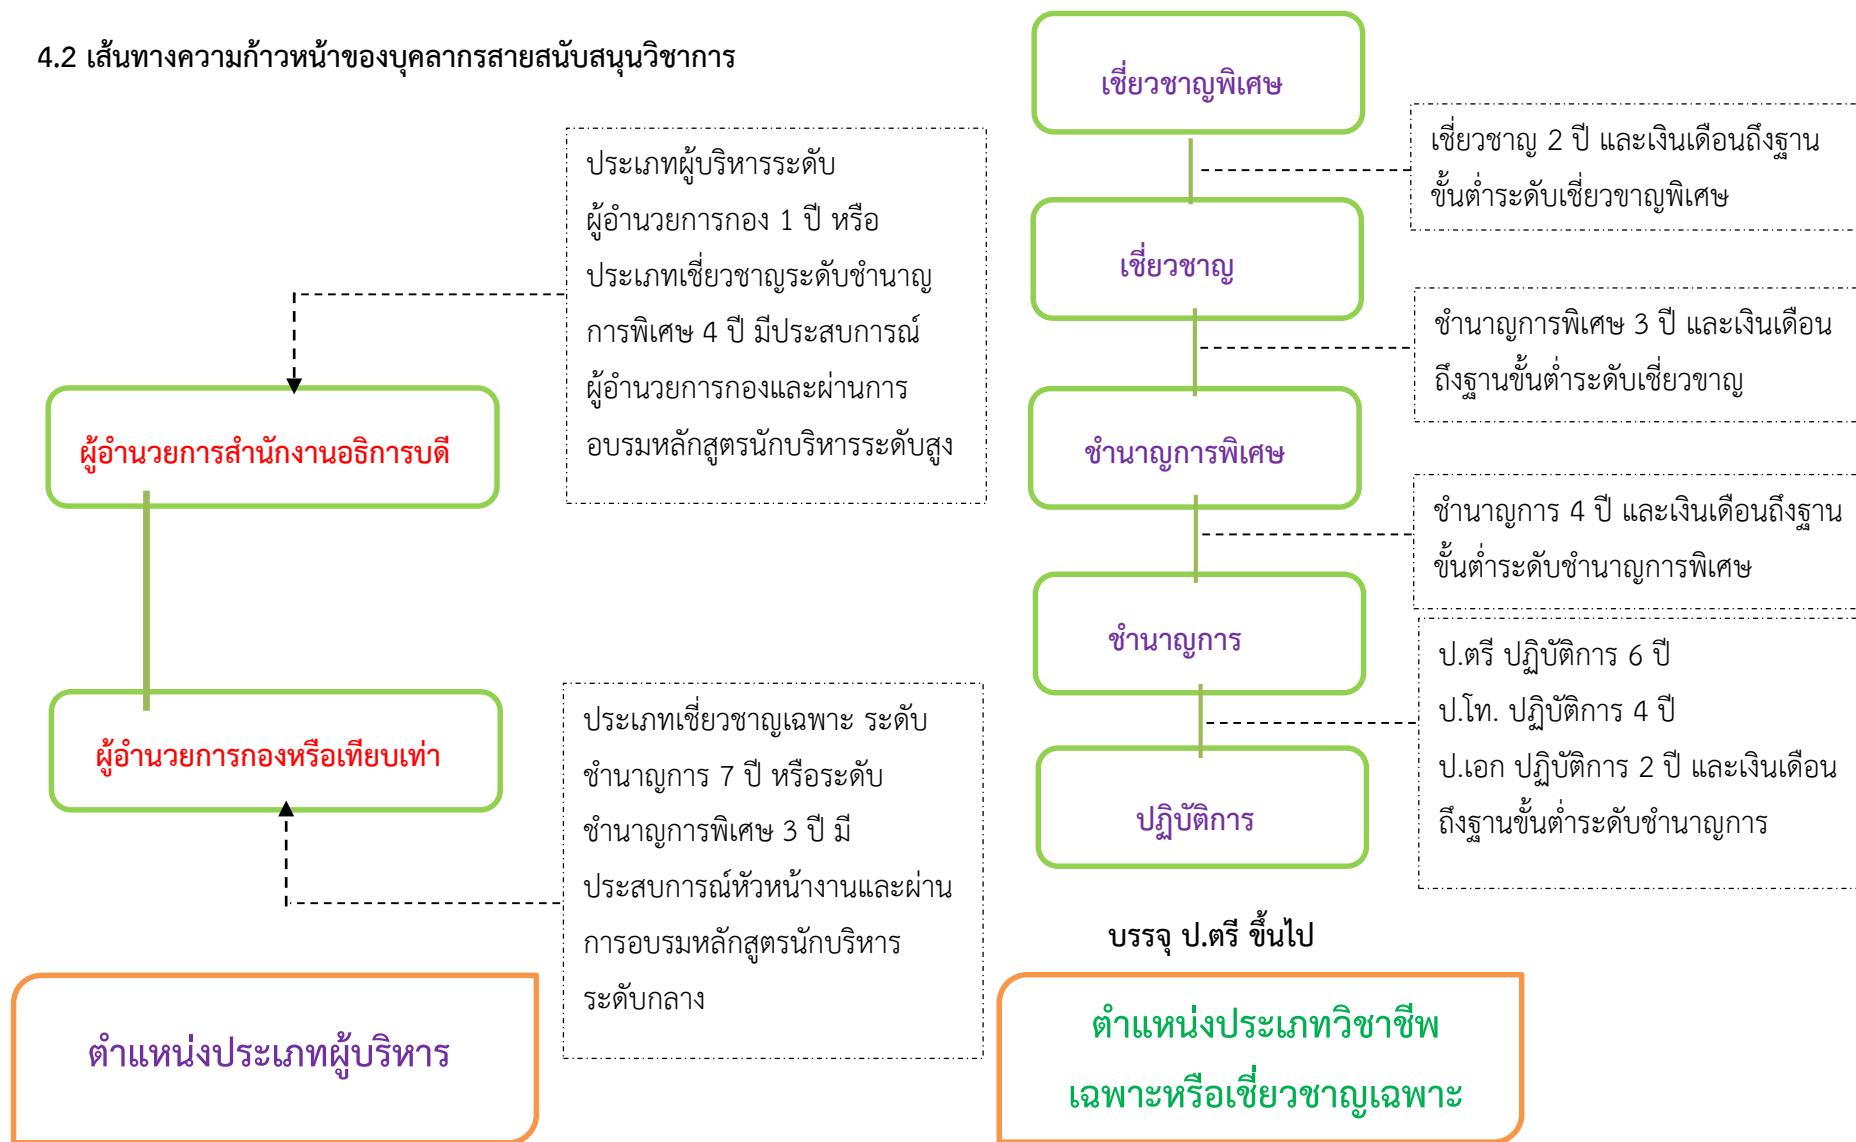 4.2 เส้นทางความก้าวหน้าของบุคลากรสายสนับสนุนวิชาการ
ประเภทผู้บริหารระดับ
ผู้อำนวยการกอง 1 ปี หรือ
ประเภทเชี่ยวชาญระดับชำนาญ
การพิเศษ 4 ปี มีประสบการณ์
ผู้อำนวยการกองและผ่านการ
อบรมหลักสูตรนักบริหารระดับสูง
ผู้อำนวยการสำนักงานอธิการบดี
ผู้อำนวยการกองหรือเทียบเท่า
ประเภทเชี่ยวชาญเฉพาะ ระดับ
ชำนาญการ 7 ปี หรือระดับ
ชำนาญการพิเศษ 3 ปี มี
ประสบการณ์หัวหน้างานและผ่าน
การอบรมหลักสูตรนักบริหาร
ระดับกลาง
ตำแหน่งประเภทผู้บริหาร
เชี่ยวชาญพิเศษ
เชี่ยวชาญ 2 ปี และเงินเดือนถึงฐาน
ขั้นต่ำระดับเชี่ยวขาญพิเศษ
เชี่ยวชาญ
ชำนาญการพิเศษ 3 ปี และเงินเดือน
ถึงฐานขั้นต่ำระดับเชี่ยวขาญ
ชำนาญการพิเศษ
ชำนาญการ 4 ปี และเงินเดือนถึงฐาน
ขั้นต่ำระดับชำนาญการพิเศษ
ชำนาญการ
ป.ตรี ปฏิบัติการ 6 ปี
ป.โท. ปฏิบัติการ 4 ปี
ป.เอก ปฏิบัติการ 2 ปี และเงินเดือน
ถึงฐานขั้นต่ำระดับชำนาญการ
ปฏิบัติการ
บรรจุ ป.ตรี ขึ้นไป
ตำแหน่งประเภทวิชาชีพ
เฉพาะหรือเชี่ยวชาญเฉพาะ